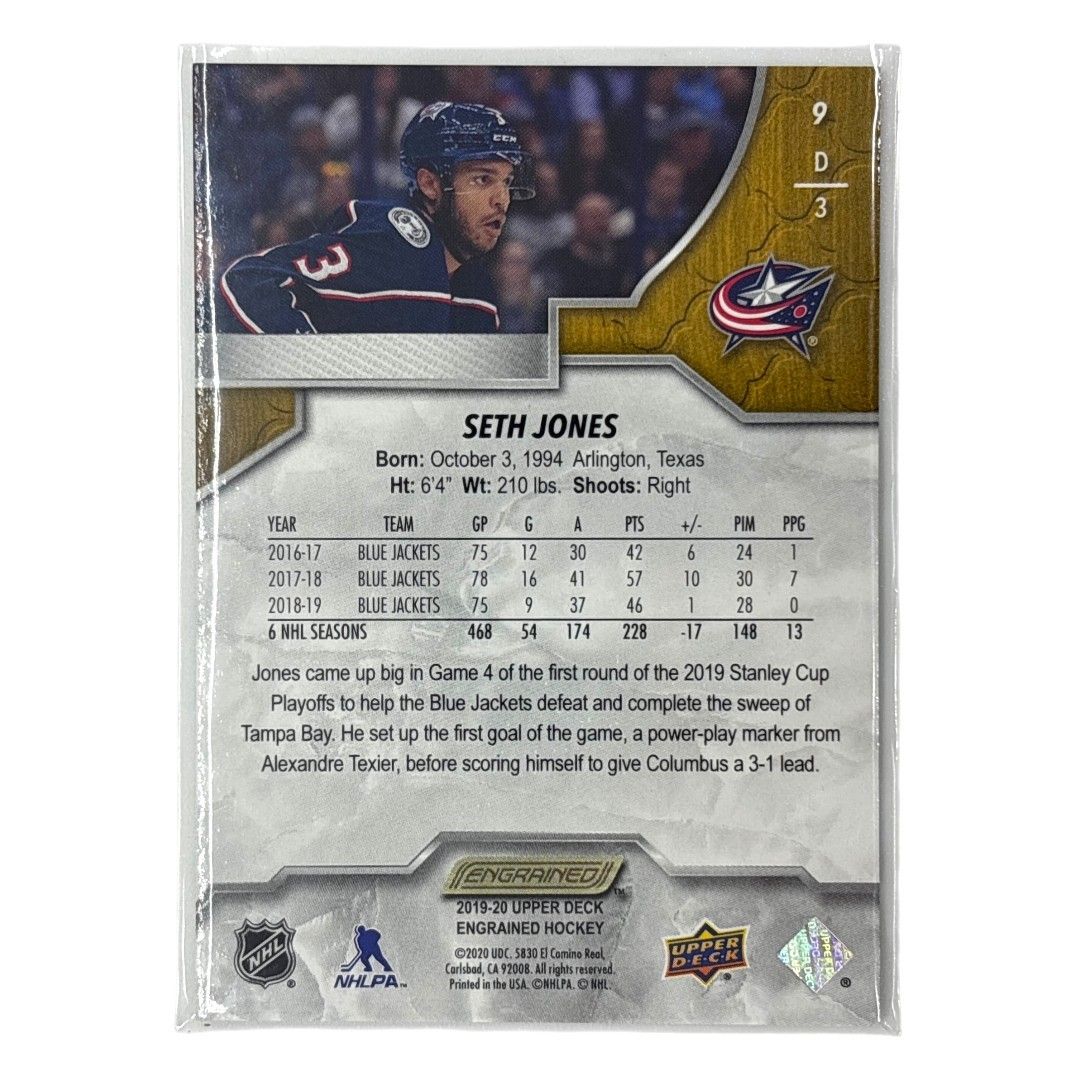 9
D
3
CCM
3
SETH JONES
Born: October 3, 1994 Arlington, Texas
Ht: 6'4" Wt: 210 lbs. Shoots: Right
YEAR TEAM GP G A PTS +/- PIM PPG
2016-17 BLUE JACKETS 75 12 30 42 6 24 1
2017-18 BLUE JACKETS 78 16 41 57 10 30 7
2018-19 BLUE JACKETS 75 9 37 46 1 28 0
6 NHL SEASONS 468 54 174 228 -17 148 13
Jones came up big in Game 4 of the first round of the 2019 Stanley Cup
Playoffs to help the Blue Jackets defeat and complete the sweep of
Tampa Bay. He set up the first goal of the game, a power-play marker from
Alexandre Texier, before scoring himself to give Columbus a 3-1 lead.
ENGRAINED™
2019-20 UPPER DECK
ENGRAINED HOCKEY
©2020 UDC. 5830 El Camino Real,
Carlsbad, CA 92008. All rights reserved.
Printed in the USA. ©NHLPA. © NHL.
NHL®
NHLPA™
UPPER
D·E·C·K®
UPPER DECK
®